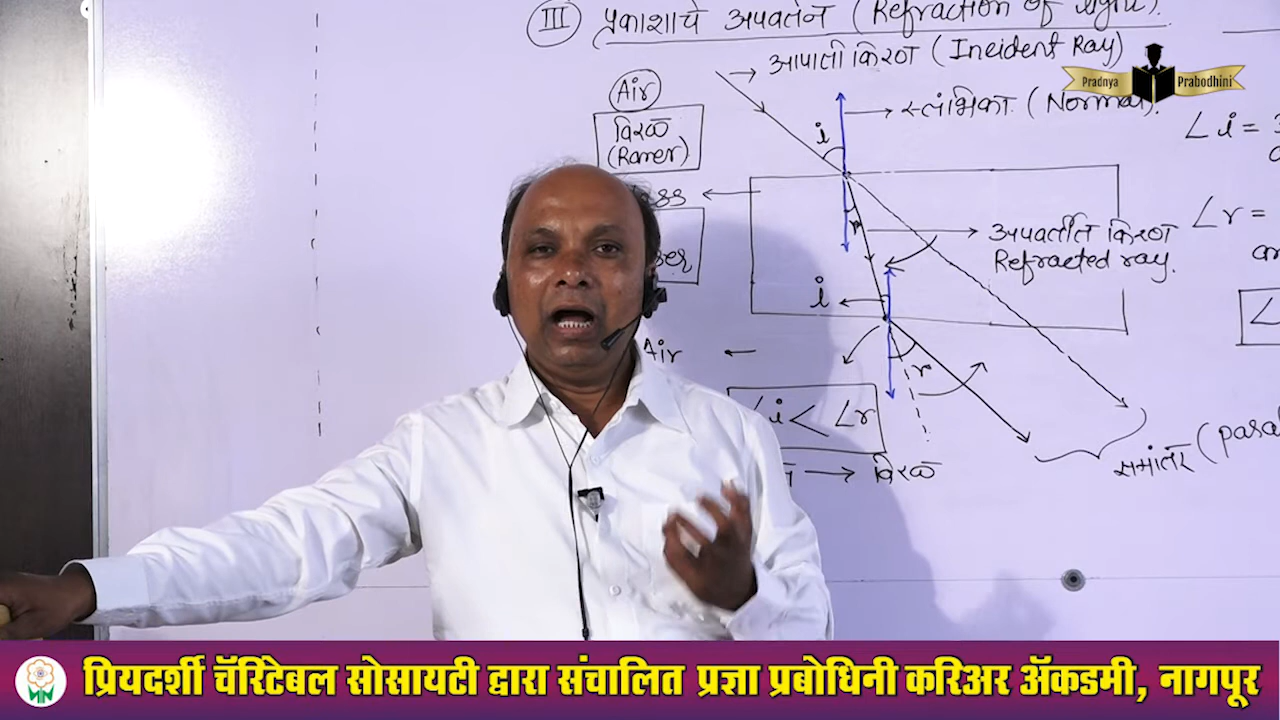 III प्रकाशाचे अपवर्तन (Refraction of light).
आपाती किरण (Incident Ray)
Pradnya Prabodhini
Air
स्तंभिका (Normal).
विरळ
(Rarer)
i
∠i =
r
∠r =
अपवर्तीत किरण
Refracted ray.
i
∠
Air
r
∠i < ∠r
→ विरळ
समांतर (para
प्रियदर्शी चॅरिटेबल सोसायटी द्वारा संचालित प्रज्ञा प्रबोधिनी करिअर ॲकडमी, नागपूर